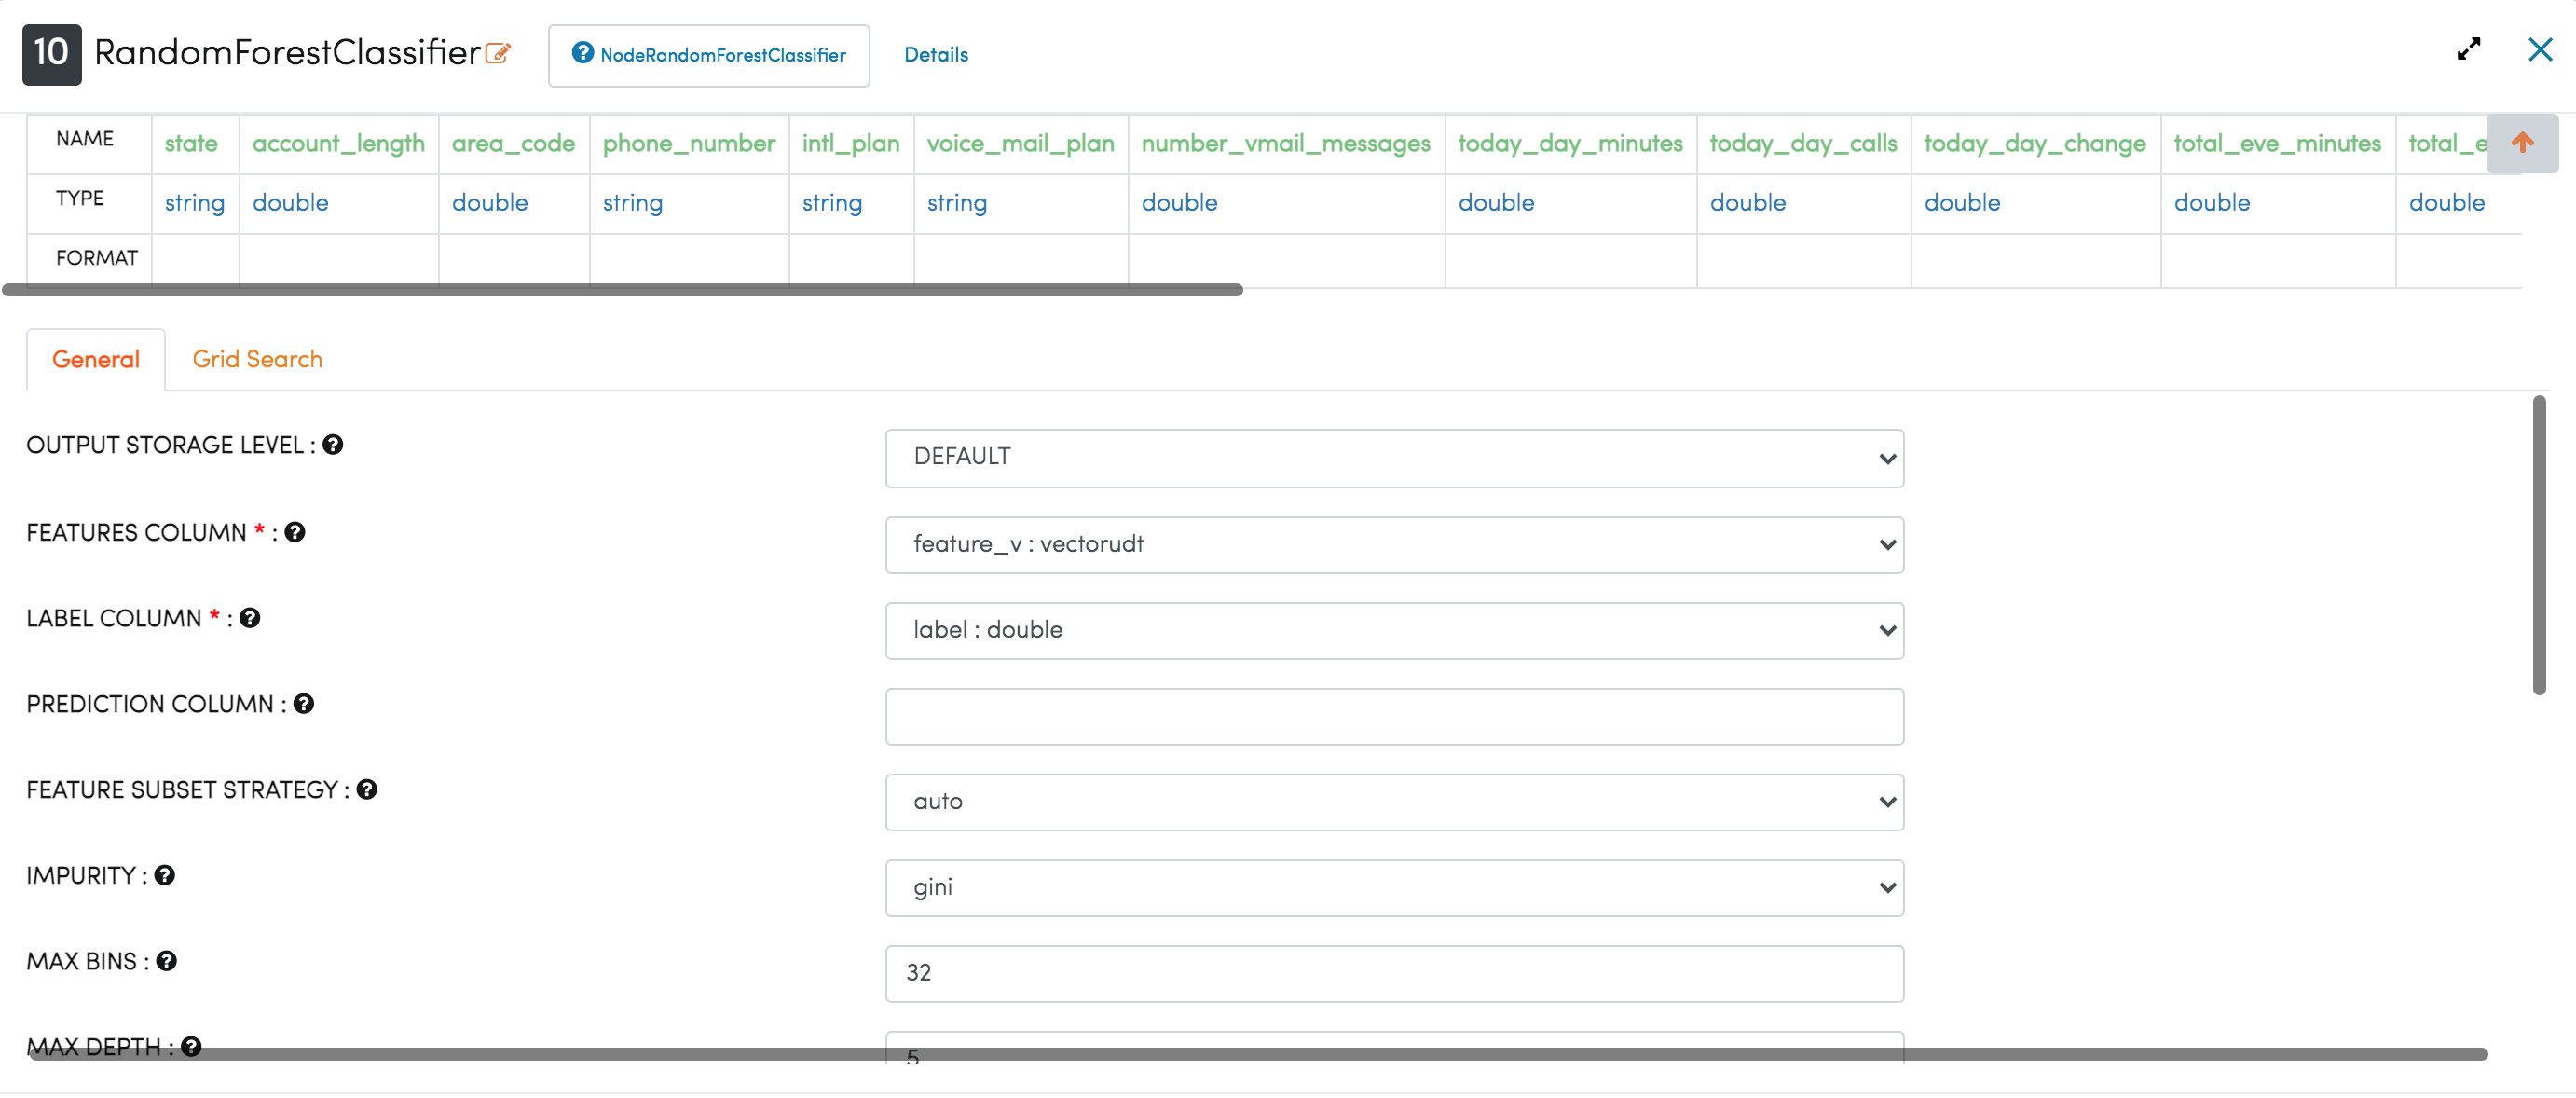 10 RandomForestClassifier NodeRandomForestClassifier Details
NAME state account_length area_code phone_number intl_plan voice_mail_plan number_vmail_messages today_day_minutes today_day_calls today_day_change total_eve_minutes total_e
TYPE string double double string string string double double double double double double
FORMAT
General Grid Search
OUTPUT STORAGE LEVEL : DEFAULT
FEATURES COLUMN * : feature_v : vectorudt
LABEL COLUMN * : label : double
PREDICTION COLUMN :
FEATURE SUBSET STRATEGY : auto
IMPURITY : gini
MAX BINS : 32
MAX DEPTH : 5